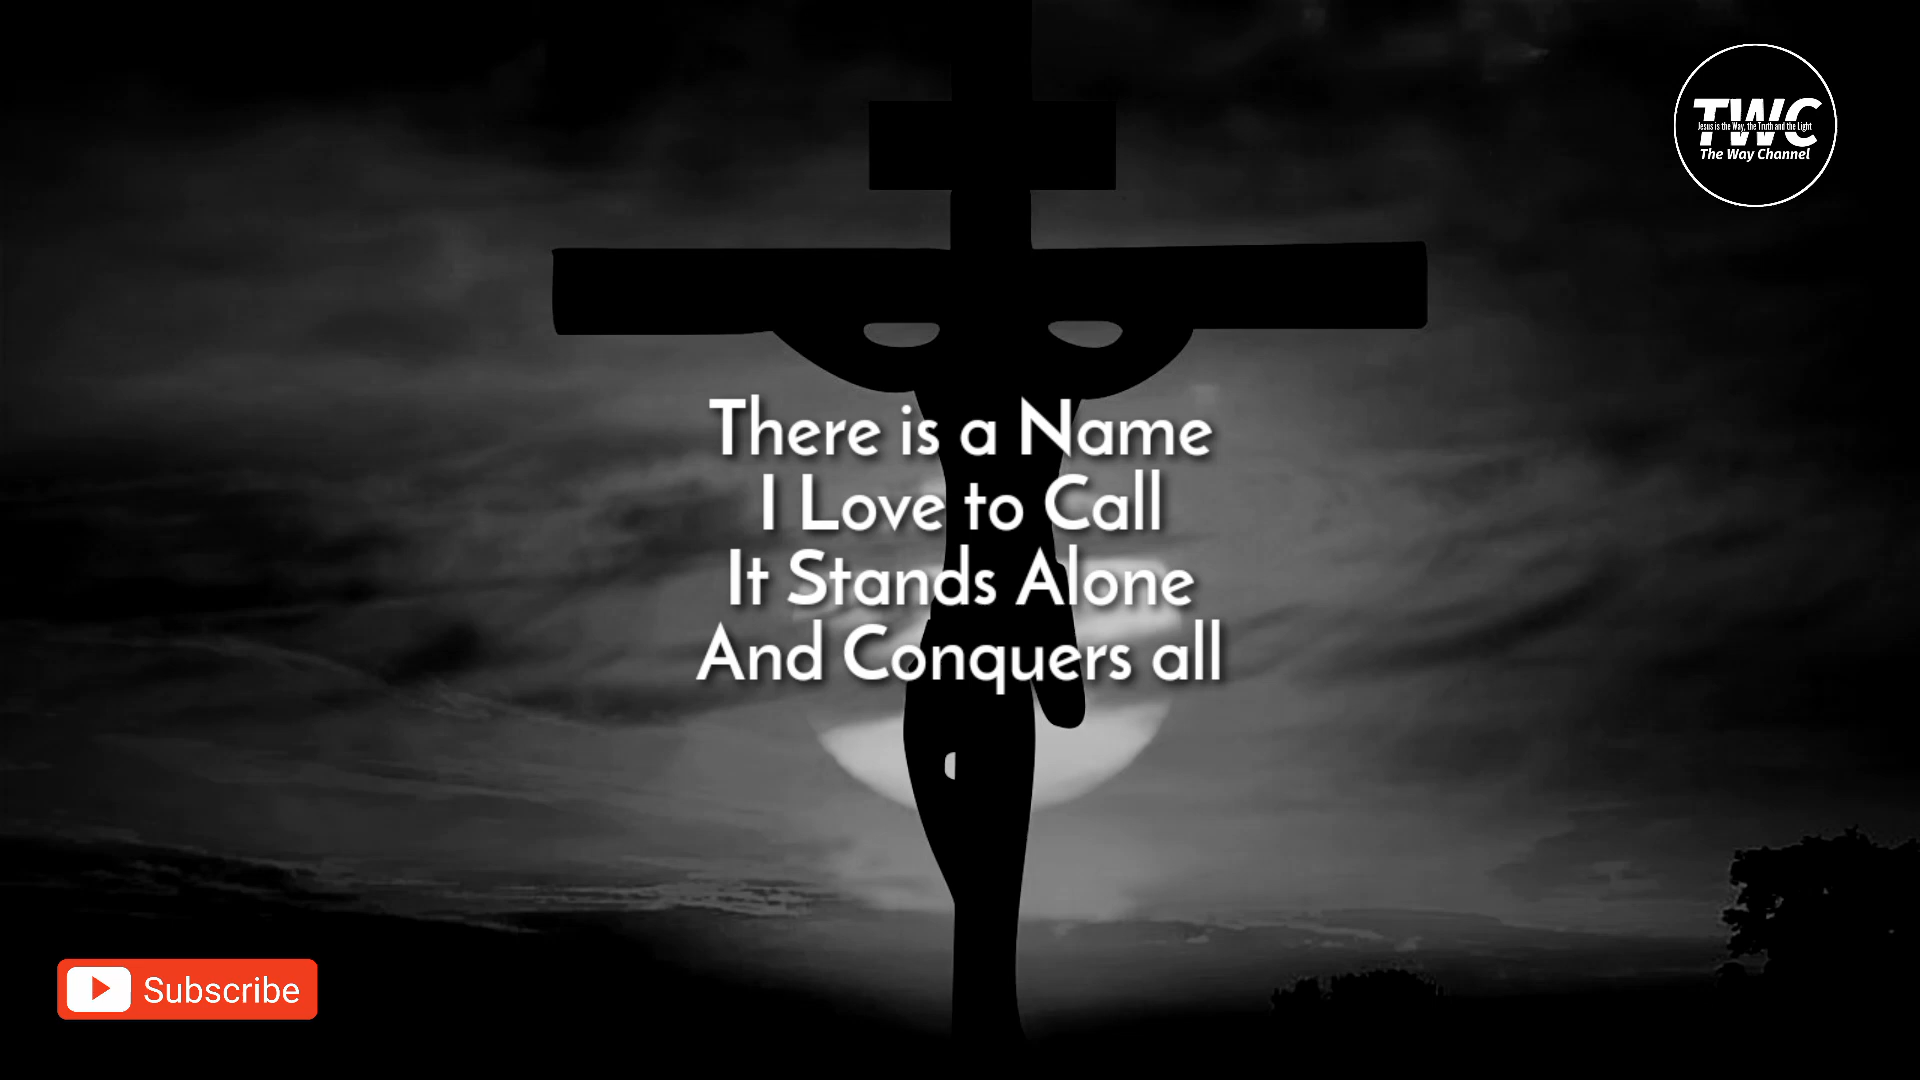 TWC
Jesus is the Way, the Truth and the Light
The Way Channel
There is a Name
I Love to Call
It Stands Alone
And Conquers all
Subscribe